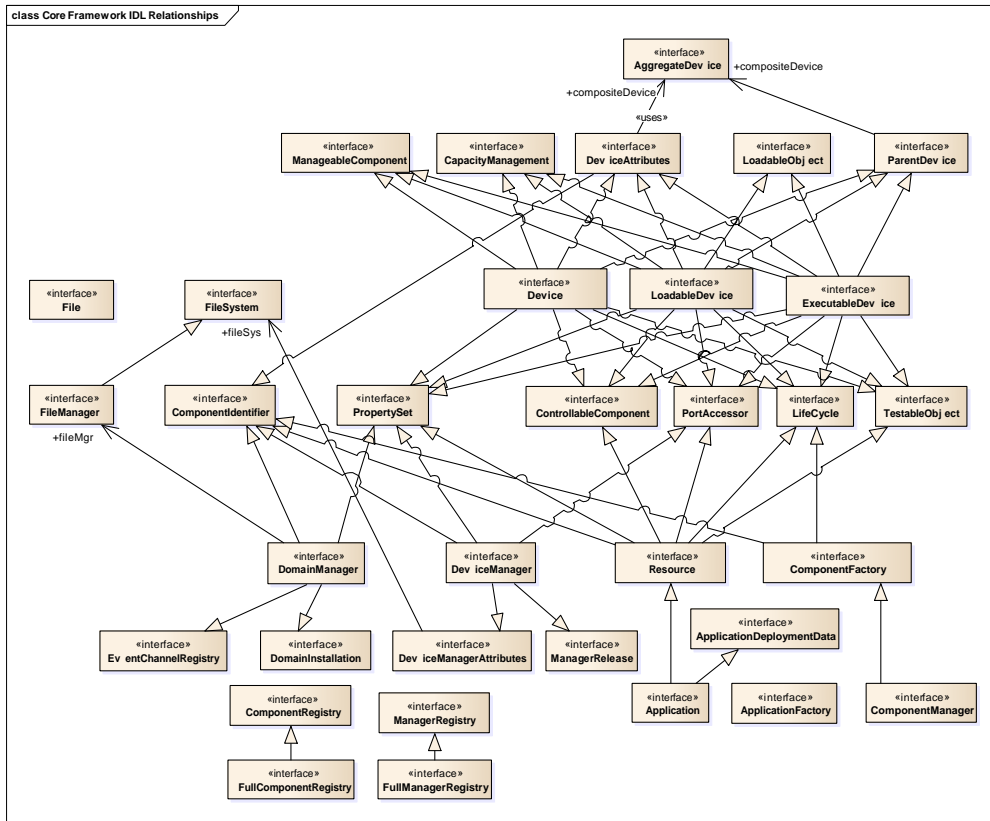 class Core Framework IDL Relationships
«interface»
AggregateDev ice
+compositeDevice
+compositeDevice
«uses»
«interface»
ManageableComponent
«interface»
CapacityManagement
«interface»
Dev iceAttributes
«interface»
LoadableObj ect
«interface»
ParentDev ice
«interface»
Device
«interface»
LoadableDev ice
«interface»
ExecutableDev ice
«interface»
File
«interface»
FileSystem
+fileSys
«interface»
FileManager
+fileMgr
«interface»
ComponentIdentifier
«interface»
PropertySet
«interface»
ControllableComponent
«interface»
PortAccessor
«interface»
LifeCycle
«interface»
TestableObj ect
«interface»
DomainManager
«interface»
Dev iceManager
«interface»
Resource
«interface»
ComponentFactory
«interface»
Ev entChannelRegistry
«interface»
DomainInstallation
«interface»
Dev iceManagerAttributes
«interface»
ManagerRelease
«interface»
ApplicationDeploymentData
«interface»
Application
«interface»
ApplicationFactory
«interface»
ComponentManager
«interface»
ComponentRegistry
«interface»
ManagerRegistry
«interface»
FullComponentRegistry
«interface»
FullManagerRegistry